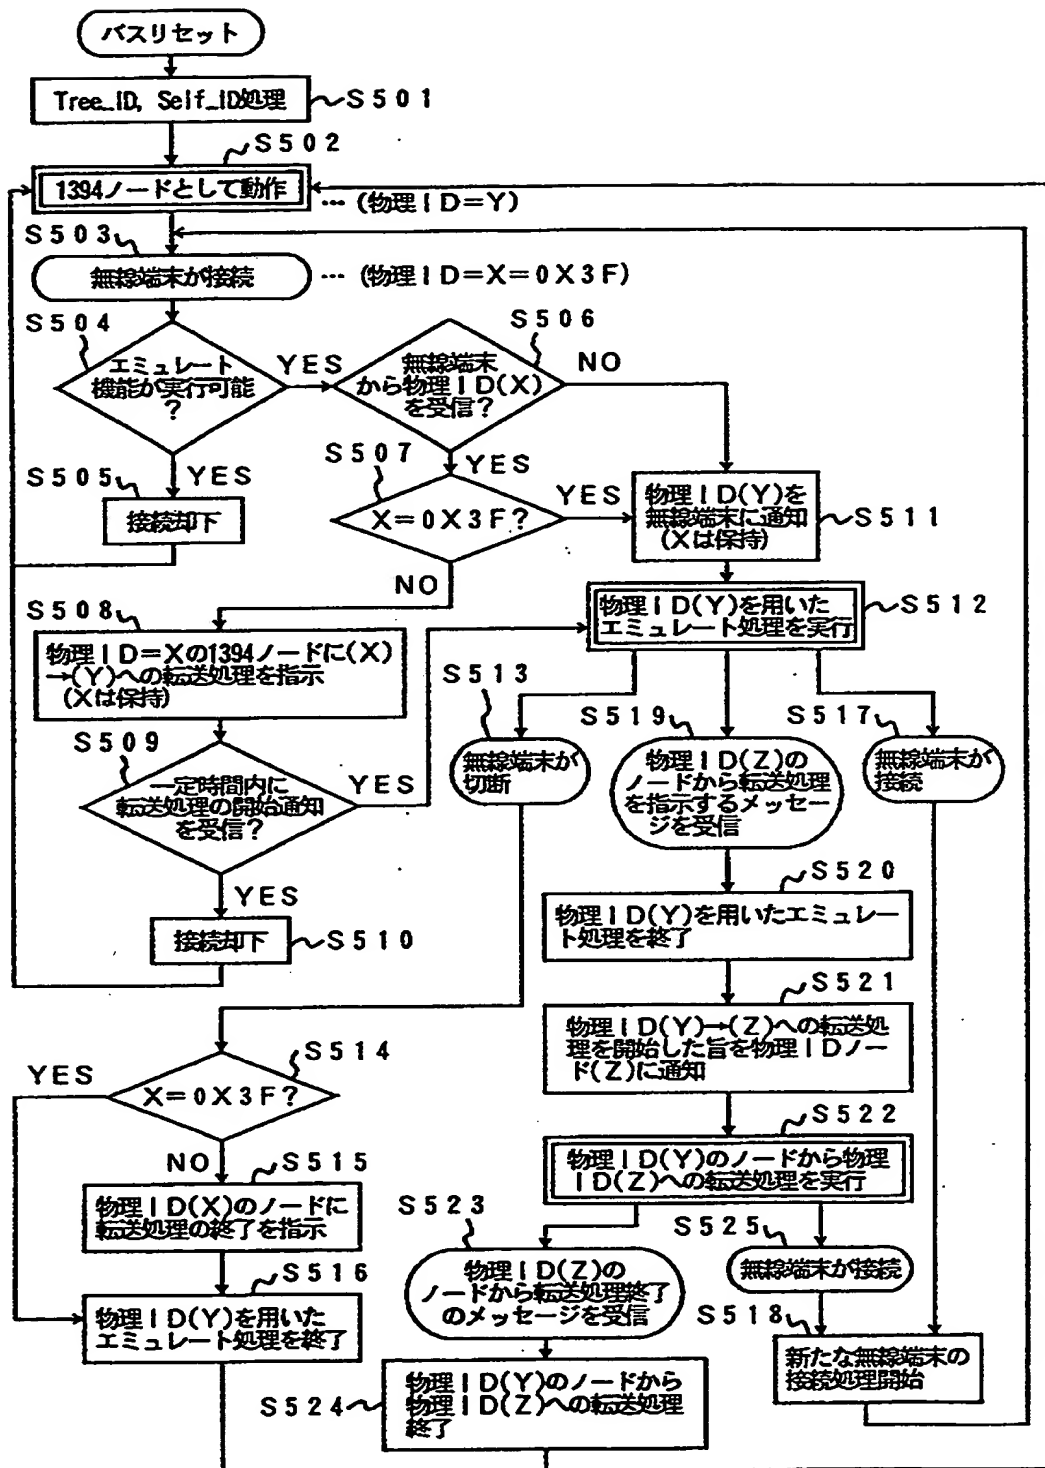 バスリセット
Tree_ID, Self_ID処理
S501
S502
1394ノードとして動作
… (物理ID=Y)
S503
無線端末が接続
… (物理ID=X=0X3F)
S504
エミュレート
機能が実行可能
?
YES
S506
無線端末
から物理ID(X)
を受信?
NO
YES
S505
接続却下
S507
YES
X=0X3F?
YES
NO
物理ID(Y)を
無線端末に通知
(Xは保持)
S511
S508
物理ID=Xの1394ノードに(X)
→(Y)への転送処理を指示
(Xは保持)
物理ID(Y)を用いた
エミュレート処理を実行
S512
S509
一定時間内に
転送処理の開始通知
を受信?
YES
YES
S510
接続却下
S513
無線端末が
切断
S519
物理ID(Z)の
ノードから転送処理
を指示するメッセー
ジを受信
S517
無線端末が
接続
S520
物理ID(Y)を用いたエミュレー
ト処理を終了
S521
物理ID(Y)→(Z)への転送処
理を開始した旨を物理IDノー
ド(Z)に通知
S514
YES
X=0X3F?
NO
S515
物理ID(X)のノードに
転送処理の終了を指示
S516
物理ID(Y)を用いた
エミュレート処理を終了
S522
物理ID(Y)のノードから物理
ID(Z)への転送処理を実行
S523
物理ID(Z)の
ノードから転送処理終了
のメッセージを受信
S525
無線端末が接続
S518
新たな無線端末の
接続処理開始
S524
物理ID(Y)のノードから
物理ID(Z)への転送処理
終了